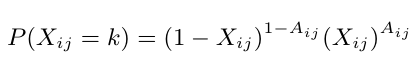 P(X_{ij} = k) = (1 − X_{ij})^{1−A_{ij}} (X_{ij})^{A_{ij}}